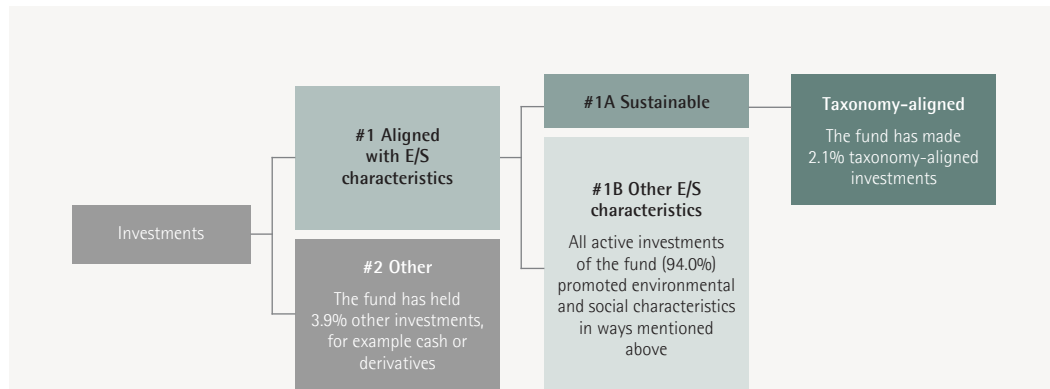 Investments
#1 Aligned
with E/S
characteristics
#2 Other
The fund has held
3.9% other investments,
for example cash or
derivatives
#1A Sustainable
#1B Other E/S
characteristics
All active investments
of the fund (94.0%)
promoted environmental
and social characteristics
in ways mentioned
above
Taxonomy-aligned
The fund has made
2.1% taxonomy-aligned
investments